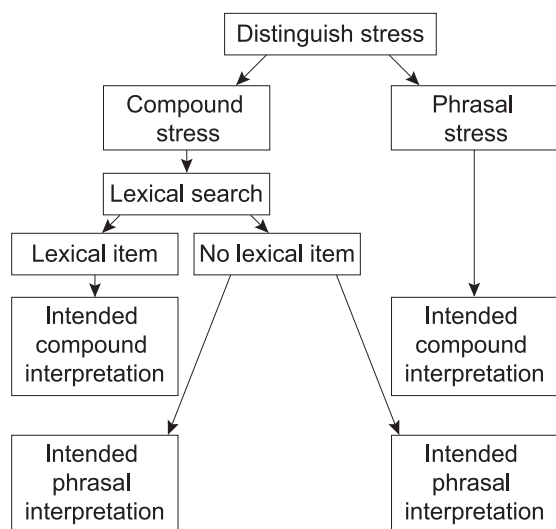 Distinguish stress
Compound
stress
Phrasal
stress
Lexical search
Lexical item
No lexical item
Intended
compound
interpretation
Intended
compound
interpretation
Intended
phrasal
interpretation
Intended
phrasal
interpretation